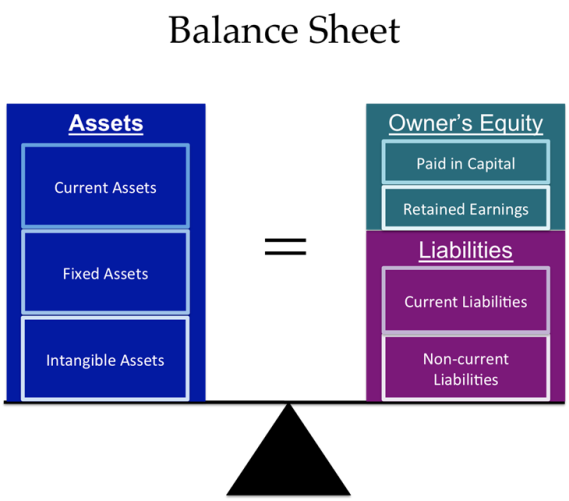 Balance Sheet
Assets
Current Assets
Fixed Assets
Intangible Assets
=
Owner's Equity
Paid in Capital
Retained Earnings
Liabilities
Current Liabilities
Non-current
Liabilities